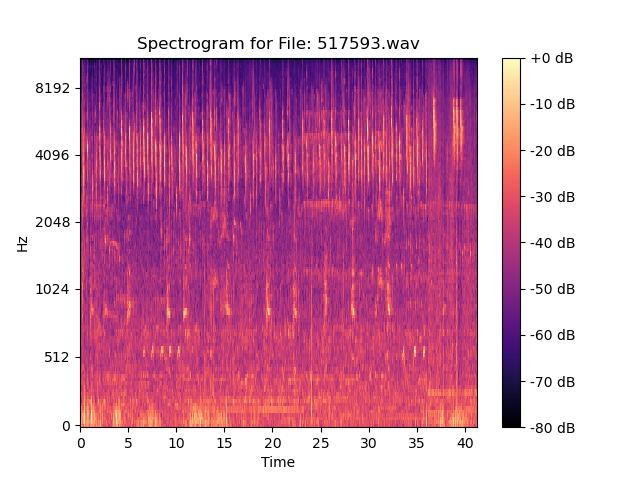 Spectrogram for File: 517593.wav
Hz
8192
4096
2048
1024
512
0
0 5 10 15 20 25 30 35 40
Time
+0 dB
-10 dB
-20 dB
-30 dB
-40 dB
-50 dB
-60 dB
-70 dB
-80 dB